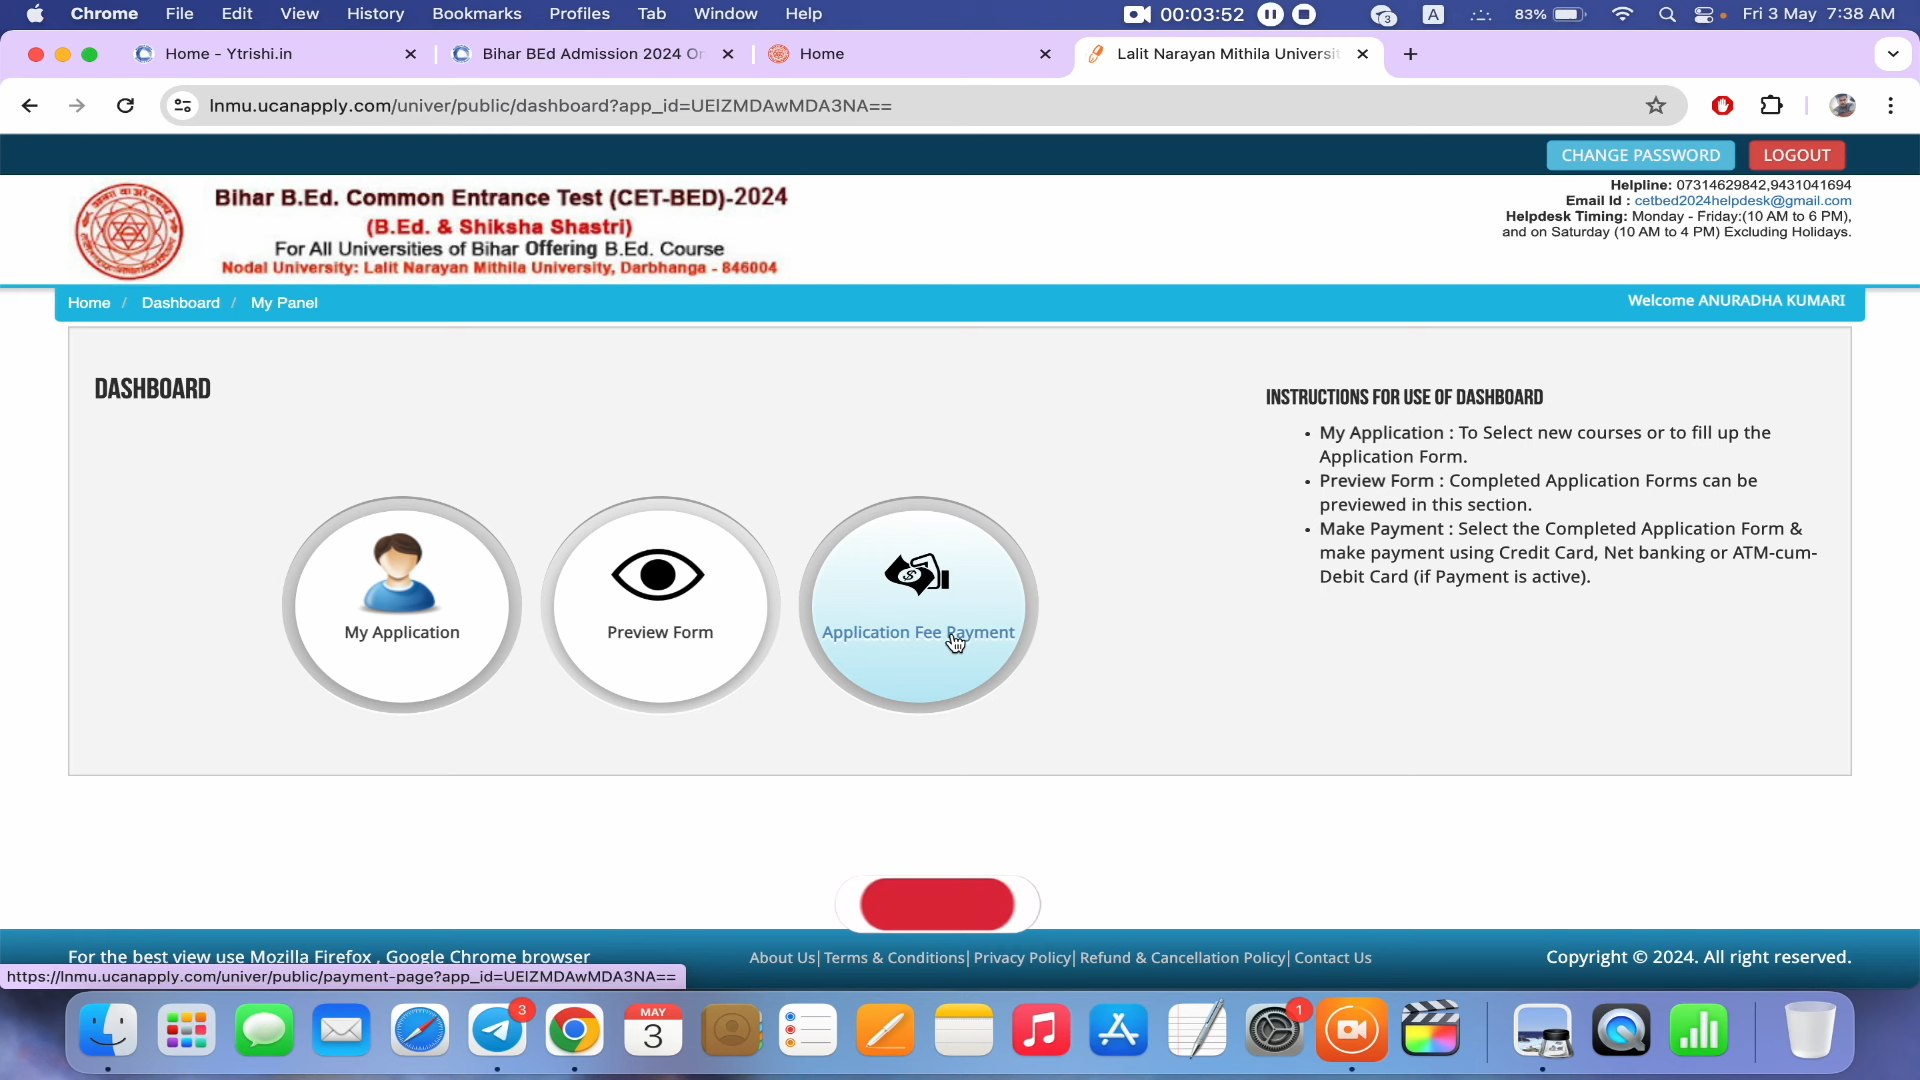 Chrome File Edit View History Bookmarks Profiles Tab Window Help 00:03:52 3 A 83% Fri 3 May 7:38 AM
Home - Ytrishi.in Bihar BEd Admission 2024 Or Home Lalit Narayan Mithila Universit
lnmu.ucanapply.com/univer/public/dashboard?app_id=UElZMDAwMDA3NA==
CHANGE PASSWORD LOGOUT
Bihar B.Ed. Common Entrance Test (CET-BED)-2024
(B.Ed. & Shiksha Shastri)
For All Universities of Bihar Offering B.Ed. Course
Nodal University: Lalit Narayan Mithila University, Darbhanga - 846004
Helpline: 07314629842,9431041694
Email Id : cetbed2024helpdesk@gmail.com
Helpdesk Timing: Monday - Friday:(10 AM to 6 PM),
and on Saturday (10 AM to 4 PM) Excluding Holidays.
Home / Dashboard / My Panel
Welcome ANURADHA KUMARI
DASHBOARD
My Application
Preview Form
Application Fee Payment
INSTRUCTIONS FOR USE OF DASHBOARD
• My Application : To Select new courses or to fill up the
Application Form.
• Preview Form : Completed Application Forms can be
previewed in this section.
• Make Payment : Select the Completed Application Form &
make payment using Credit Card, Net banking or ATM-cum-
Debit Card (if Payment is active).
For the best view use Mozilla Firefox , Google Chrome browser
About Us| Terms & Conditions| Privacy Policy| Refund & Cancellation Policy| Contact Us
Copyright © 2024. All right reserved.
https://lnmu.ucanapply.com/univer/public/payment-page?app_id=UElZMDAwMDA3NA==
3
MAY
3
1